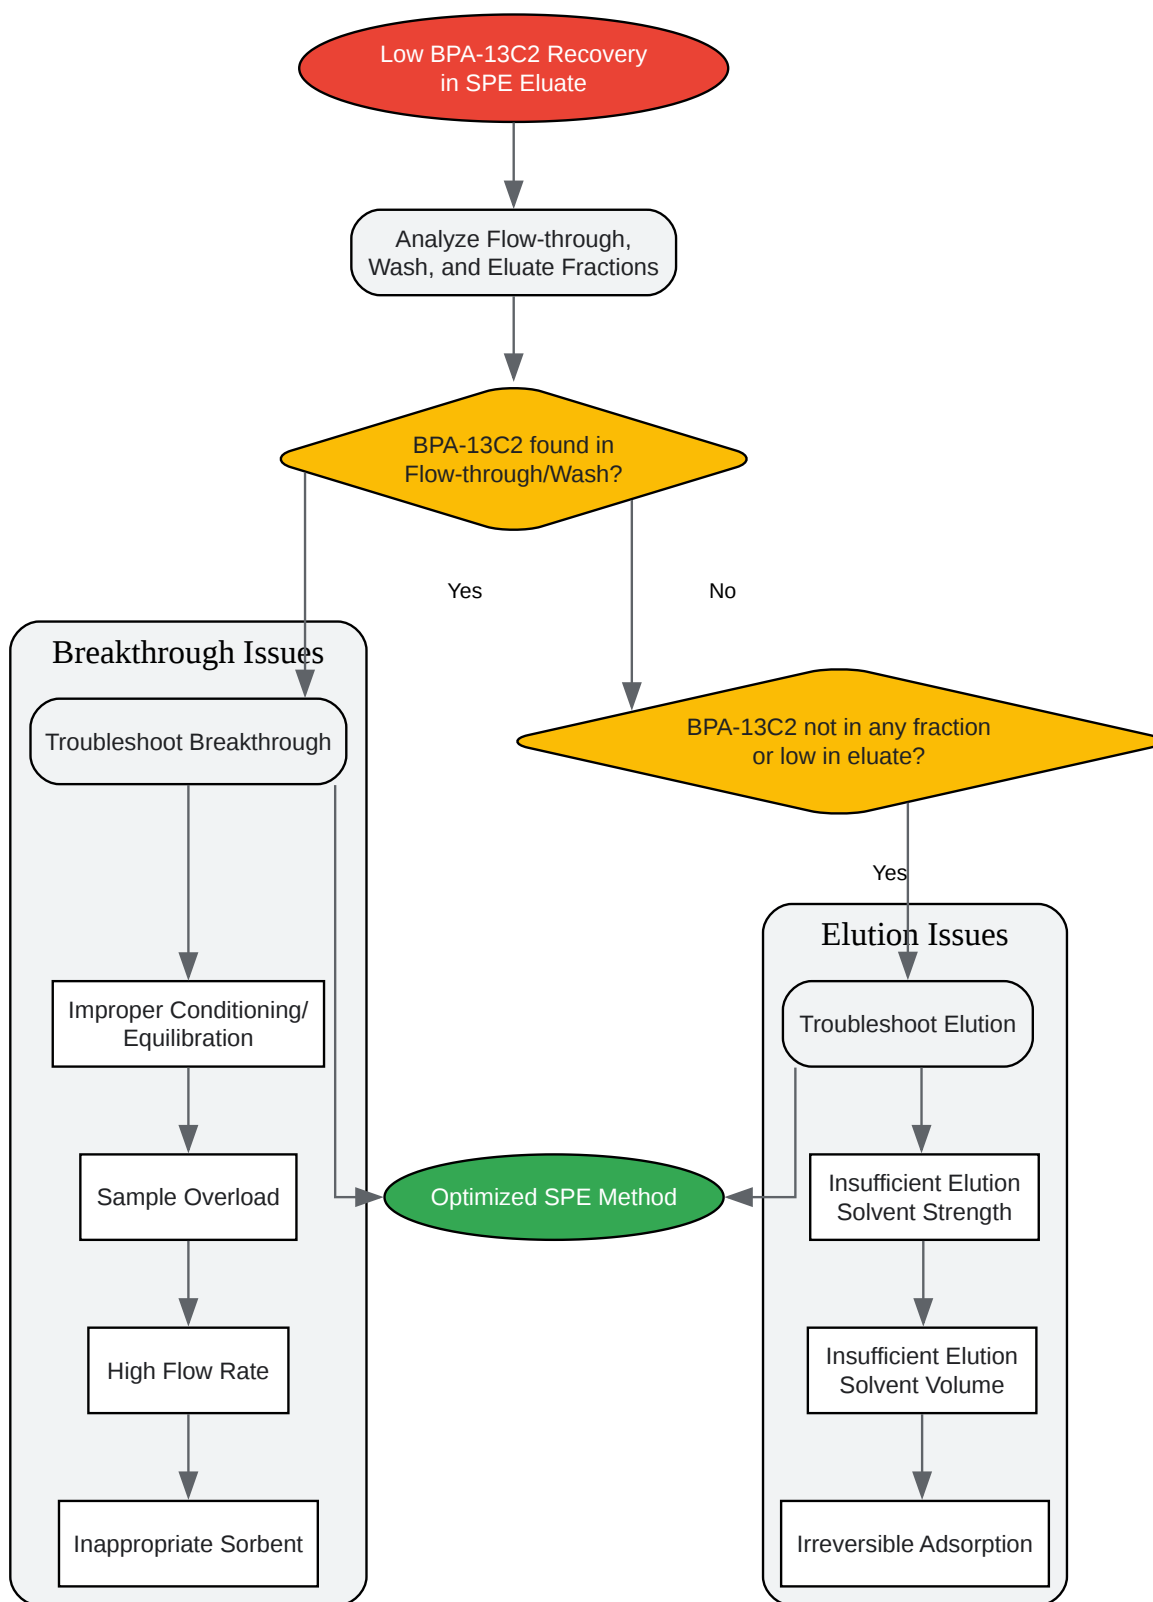 Low BPA-13C2 Recovery
in SPE Eluate
Analyze Flow-through,
Wash, and Eluate Fractions
BPA-13C2 found in
Flow-through/Wash?
Yes
No
Breakthrough Issues
Troubleshoot Breakthrough
BPA-13C2 not in any fraction
or low in eluate?
Yes
Elution Issues
Improper Conditioning/
Equilibration
Troubleshoot Elution
Sample Overload
Optimized SPE Method
Insufficient Elution
Solvent Strength
High Flow Rate
Insufficient Elution
Solvent Volume
Inappropriate Sorbent
Irreversible Adsorption